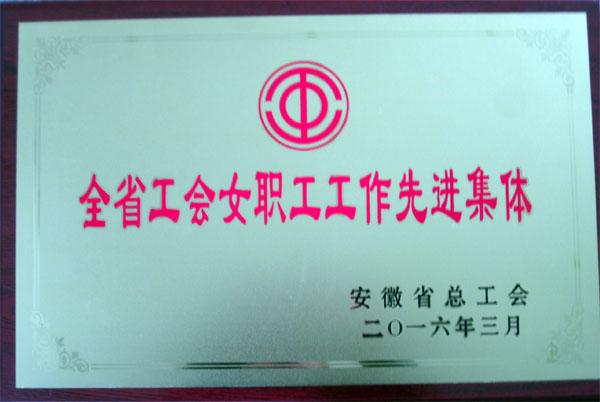 全省工会女职工工作先进集体
安徽省总工会
二〇一六年三月